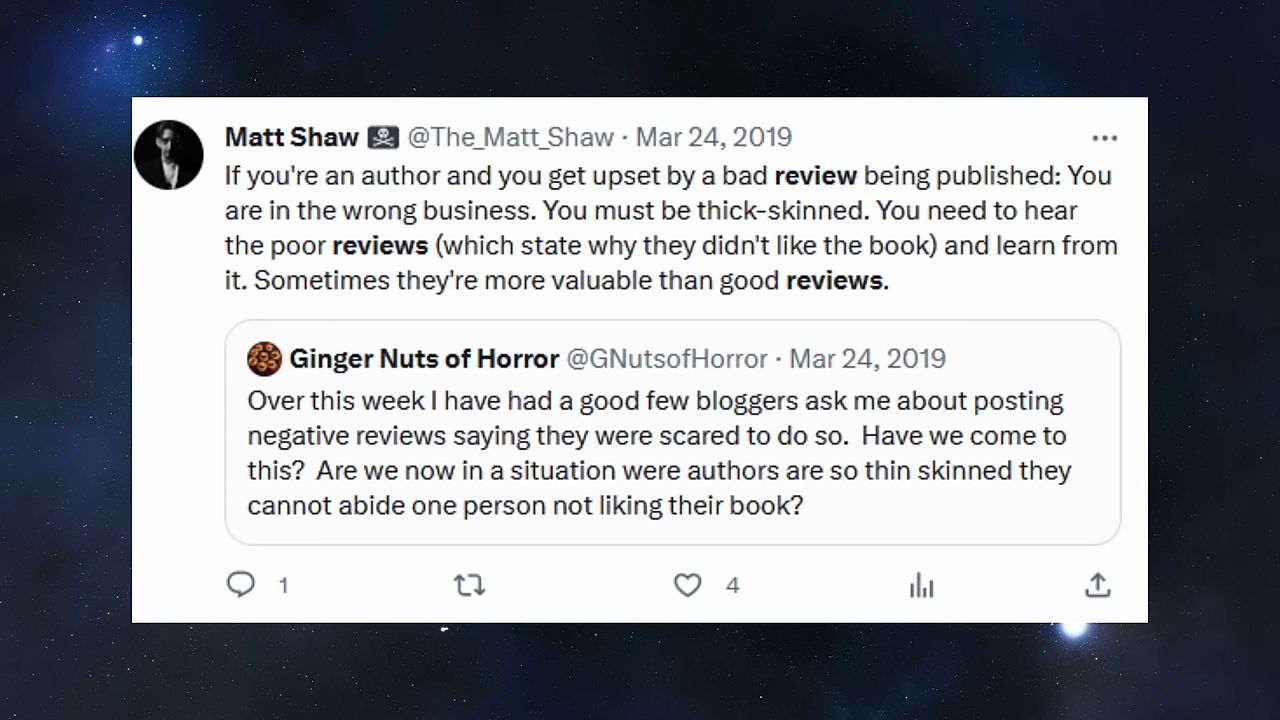 Matt Shaw ☠ @The_Matt_Shaw · Mar 24, 2019
If you're an author and you get upset by a bad review being published: You
are in the wrong business. You must be thick-skinned. You need to hear
the poor reviews (which state why they didn't like the book) and learn from
it. Sometimes they're more valuable than good reviews.
Ginger Nuts of Horror @GNutsofHorror · Mar 24, 2019
Over this week I have had a good few bloggers ask me about posting
negative reviews saying they were scared to do so.  Have we come to
this?  Are we now in a situation were authors are so thin skinned they
cannot abide one person not liking their book?
1 4